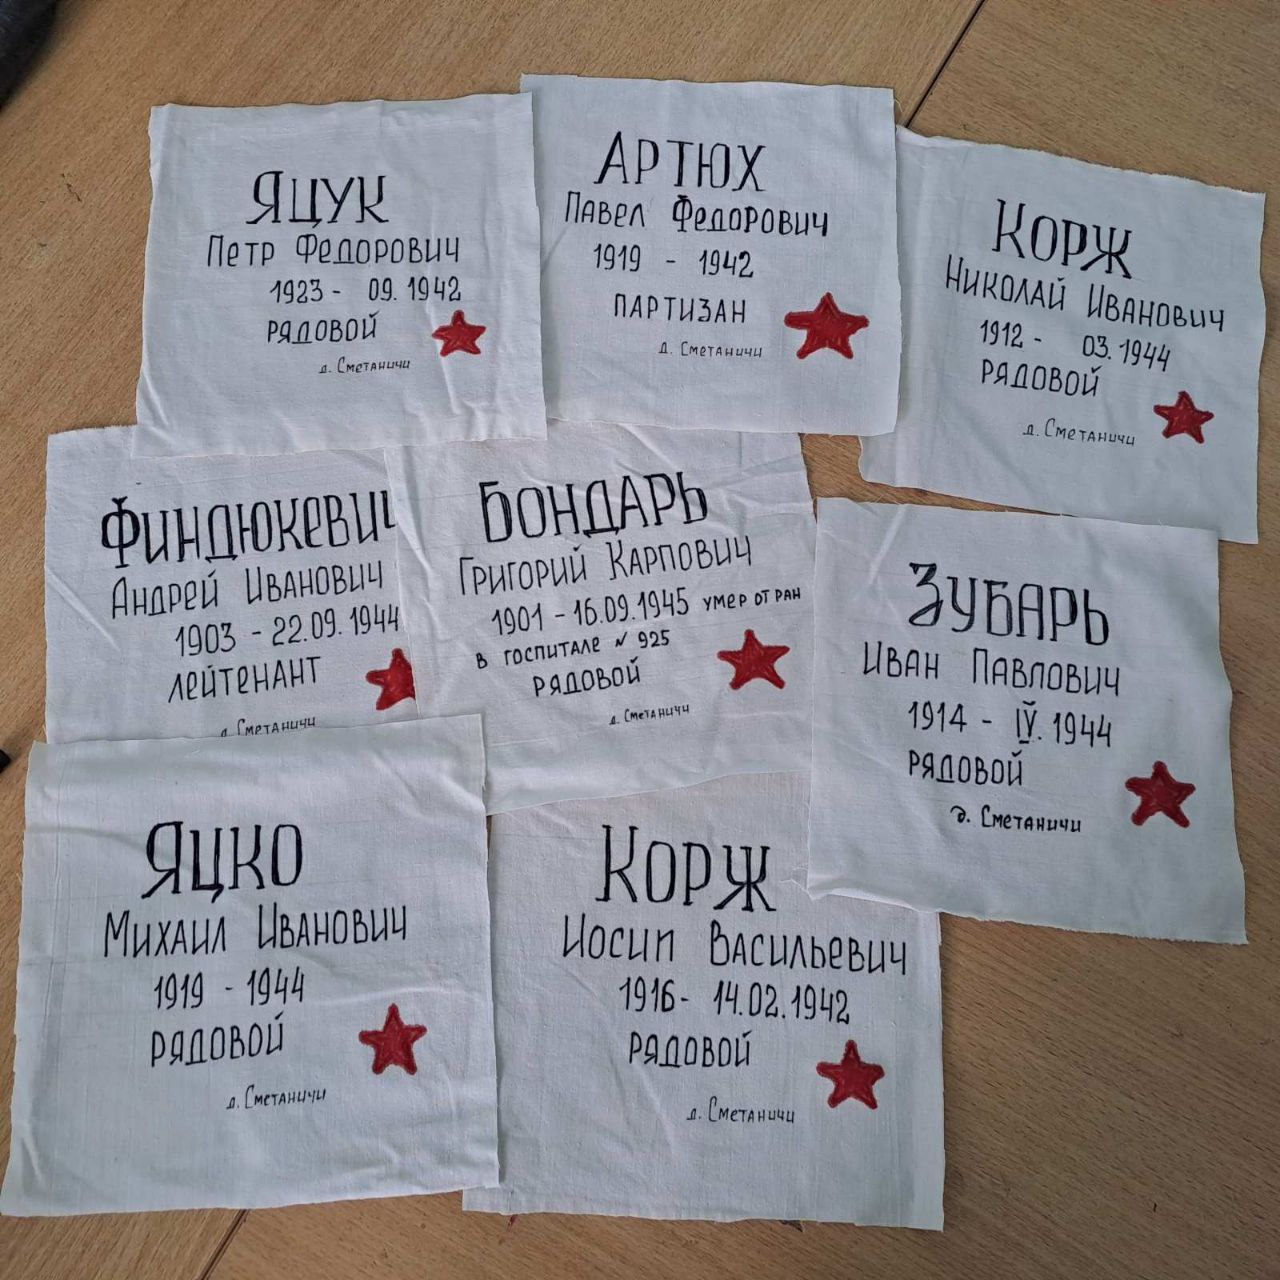 ЯЦУК
Петр Федорович
1923 - 09.1942
РЯДОВОЙ
д. Сметаничи
АРТЮХ
Павел Федорович
1919 - 1942
ПАРТИЗАН
д. Сметаничи
КОРЖ
Николай Иванович
1912 - 03.1944
РЯДОВОЙ
д. Сметаничи
ФИНДЮКЕВИЧ
Андрей Иванович
1903 - 22.09.1944
ЛЕЙТЕНАНТ
д. Сметаничи
БОНДАРЬ
Григорий Карпович
1901 - 16.09.1945 умер от ран
в госпитале № 925
РЯДОВОЙ
д. Сметаничи
ЗУБАРЬ
Иван Павлович
1914 - IV.1944
РЯДОВОЙ
д. Сметаничи
ЯЦКО
Михаил Иванович
1919 - 1944
РЯДОВОЙ
д. Сметаничи
КОРЖ
Иосип Васильевич
1916 - 14.02.1942
РЯДОВОЙ
д. Сметаничи